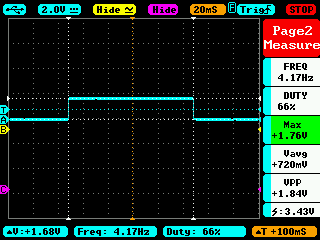 2.0V Hide Hide 20mS F Trig STOP
Page2
Measure
FREQ
4.17Hz
DUTY
66%
Max
+1.76V
Vavg
+720mV
VPP
+1.84V
3.43V
T
A
B
C
▲V:+1.68V Freq: 4.17Hz Duty: 66% ▲T +100mS